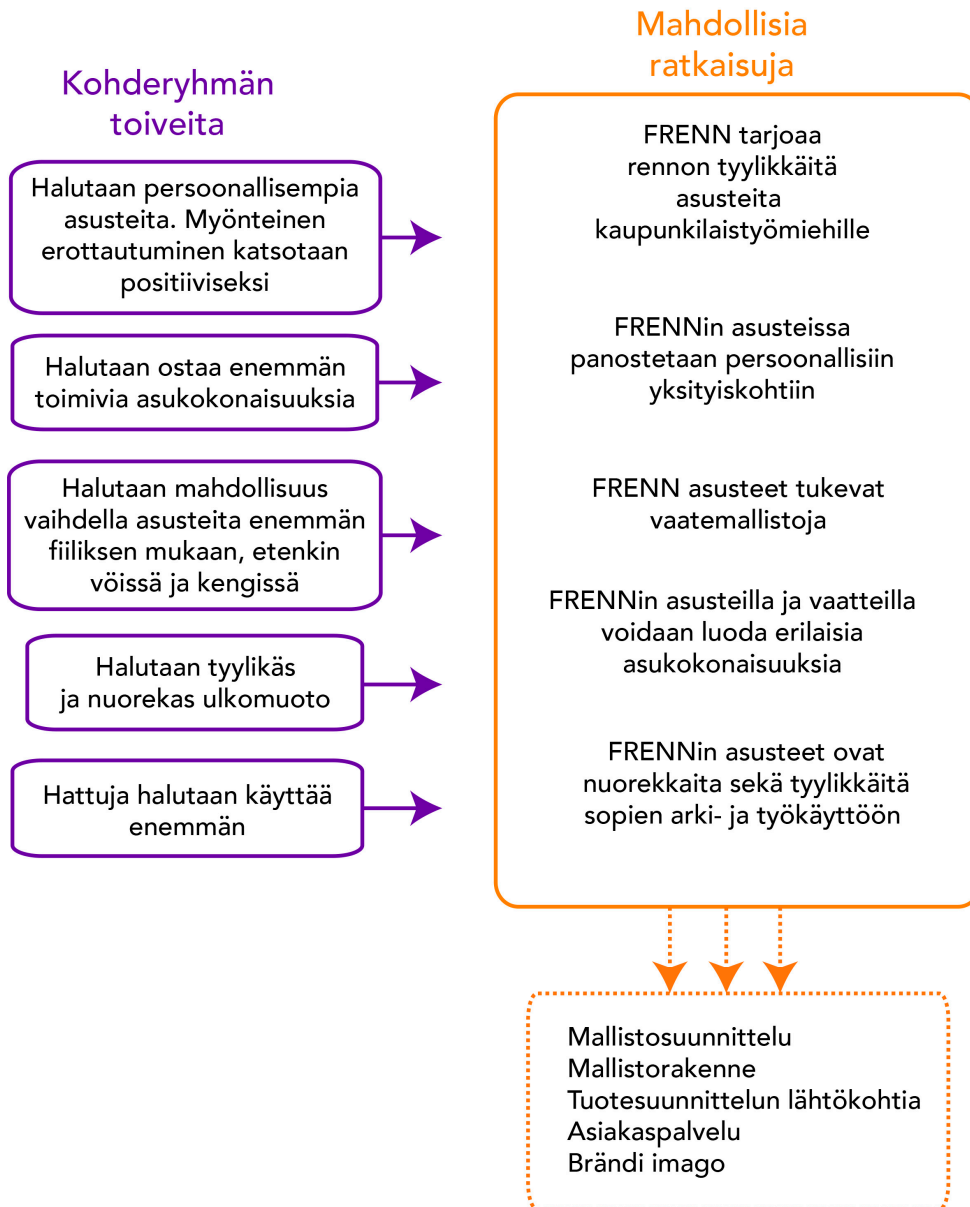 Kohderyhmän
toiveita
Halutaan persoonallisempia
asusteita. Myönteinen
erottautuminen katsotaan
positiiviseksi
Halutaan ostaa enemmän
toimivia asukokonaisuuksia
Halutaan mahdollisuus
vaihdella asusteita enemmän
fiiliksen mukaan, etenkin
vöissä ja kengissä
Halutaan tyylikäs
ja nuorekas ulkomuoto
Hattuja halutaan käyttää
enemmän
Mahdollisia
ratkaisuja
FRENN tarjoaa
rennon tyylikkäitä
asusteita
kaupunkilaistyömiehille
FRENNin asusteissa
panostetaan persoonallisiin
yksityiskohtiin
FRENN asusteet tukevat
vaatemallistoja
FRENNin asusteilla ja vaatteilla
voidaan luoda erilaisia
asukokonaisuuksia
FRENNin asusteet ovat
nuorekkaita sekä tyylikkäitä
sopien arki- ja työkäyttöön
Mallistosuunnittelu
Mallistorakenne
Tuotesuunnittelun lähtökohtia
Asiakaspalvelu
Brändi imago